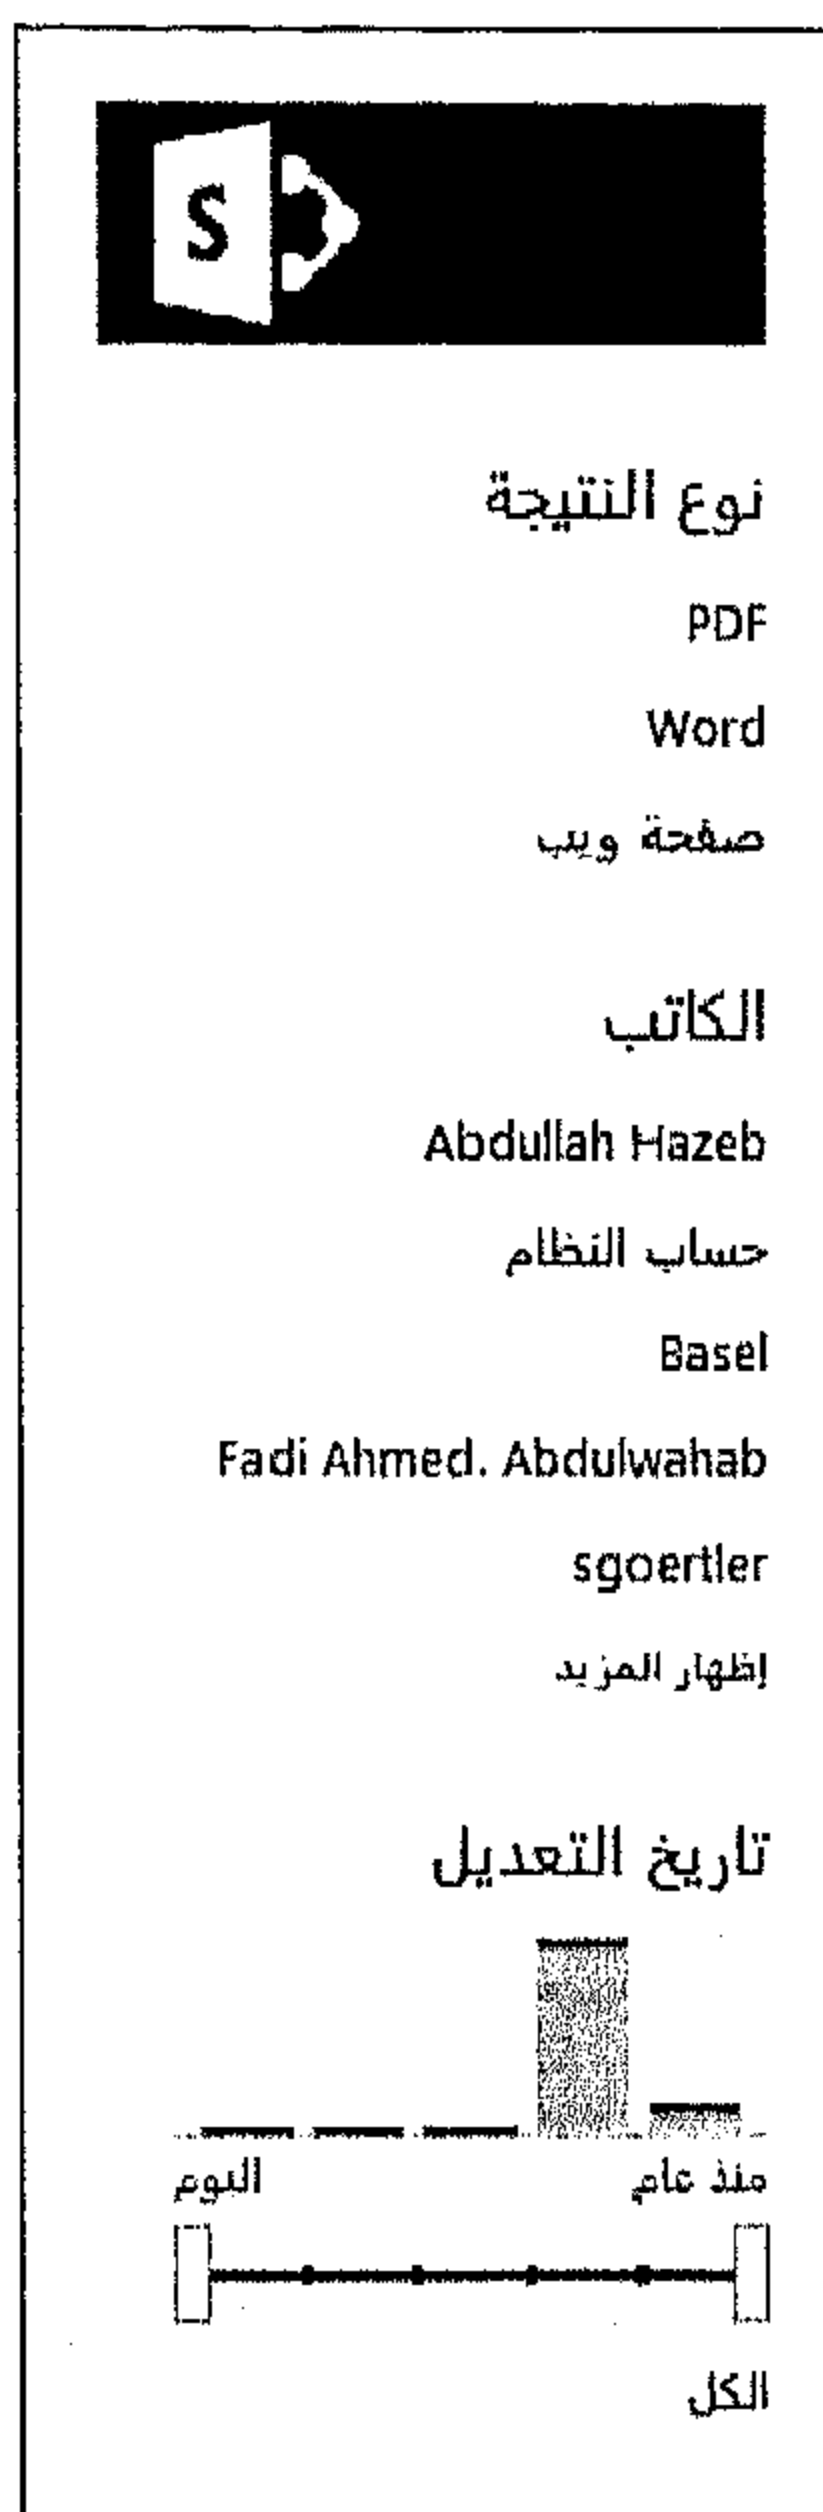 S
نوع النتيجة
PDF
Word
صفحة ويب
الكاتب
Abdullah Hazeb
حساب النظام
Basel
Fadi Ahmed. Abdulwahab
sgoertler
إظهار المزيد
تاريخ التعديل
منذ عام اليوم
الكل